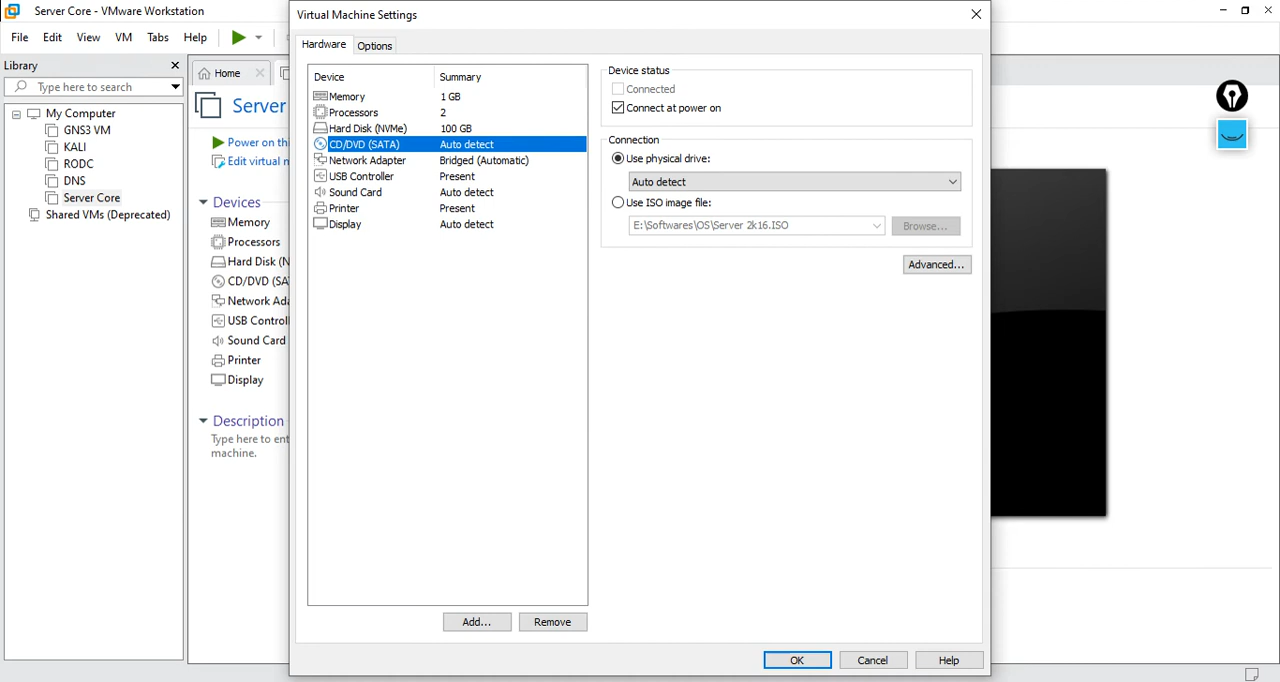 Server Core - VMware Workstation
File Edit View VM Tabs Help
Library
Type here to search
My Computer
GNS3 VM
KALI
RODC
DNS
Server Core
Shared VMs (Deprecated)
Home
Server
Power on thi
Edit virtual n
Devices
Memory
Processors
Hard Disk (N
CD/DVD (SA
Network Ada
USB Control
Sound Card
Printer
Display
Description
Type here to ent
machine.
Virtual Machine Settings
Hardware Options
Device Summary
Memory 1 GB
Processors 2
Hard Disk (NVMe) 100 GB
CD/DVD (SATA) Auto detect
Network Adapter Bridged (Automatic)
USB Controller Present
Sound Card Auto detect
Printer Present
Display Auto detect
Add... Remove
Device status
Connected
Connect at power on
Connection
Use physical drive:
Auto detect
Use ISO image file:
E:\Softwares\OS\Server 2k16.ISO Browse...
Advanced...
OK Cancel Help